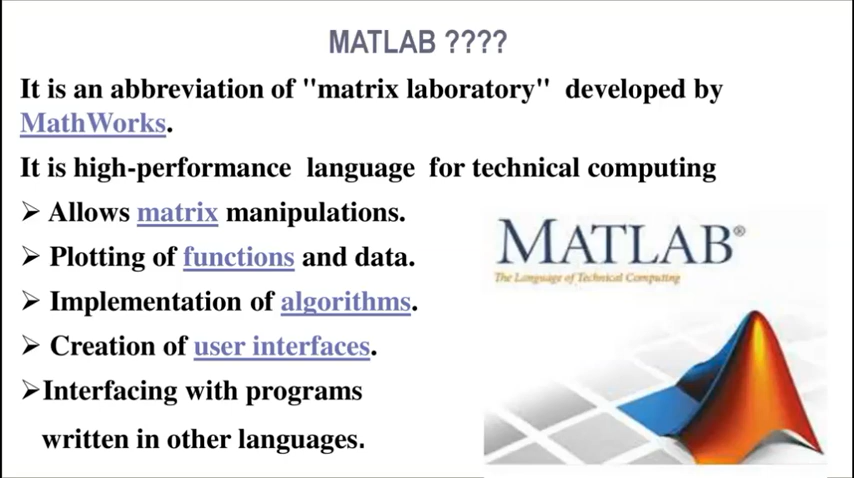 MATLAB ????
It is an abbreviation of "matrix laboratory" developed by
MathWorks.
It is high-performance language for technical computing
➢ Allows matrix manipulations.
➢ Plotting of functions and data.
➢ Implementation of algorithms.
➢ Creation of user interfaces.
➢Interfacing with programs
written in other languages.
MATLAB®
The Language of Technical Computing